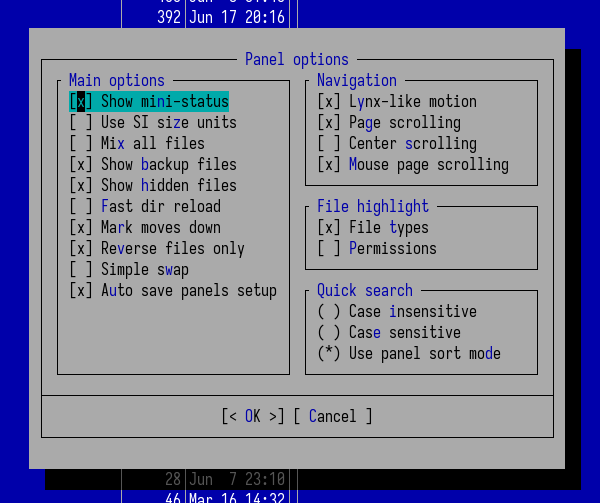 392 Jun 17 20:16
Panel options
Main options
[x] Show mini-status
[ ] Use SI size units
[ ] Mix all files
[x] Show backup files
[x] Show hidden files
[ ] Fast dir reload
[x] Mark moves down
[x] Reverse files only
[ ] Simple swap
[x] Auto save panels setup
Navigation
[x] Lynx-like motion
[x] Page scrolling
[ ] Center scrolling
[x] Mouse page scrolling
File highlight
[x] File types
[ ] Permissions
Quick search
( ) Case insensitive
( ) Case sensitive
(*) Use panel sort mode
[< OK >] [ Cancel ]
28 Jun 7 23:10
46 Mar 16 14:32